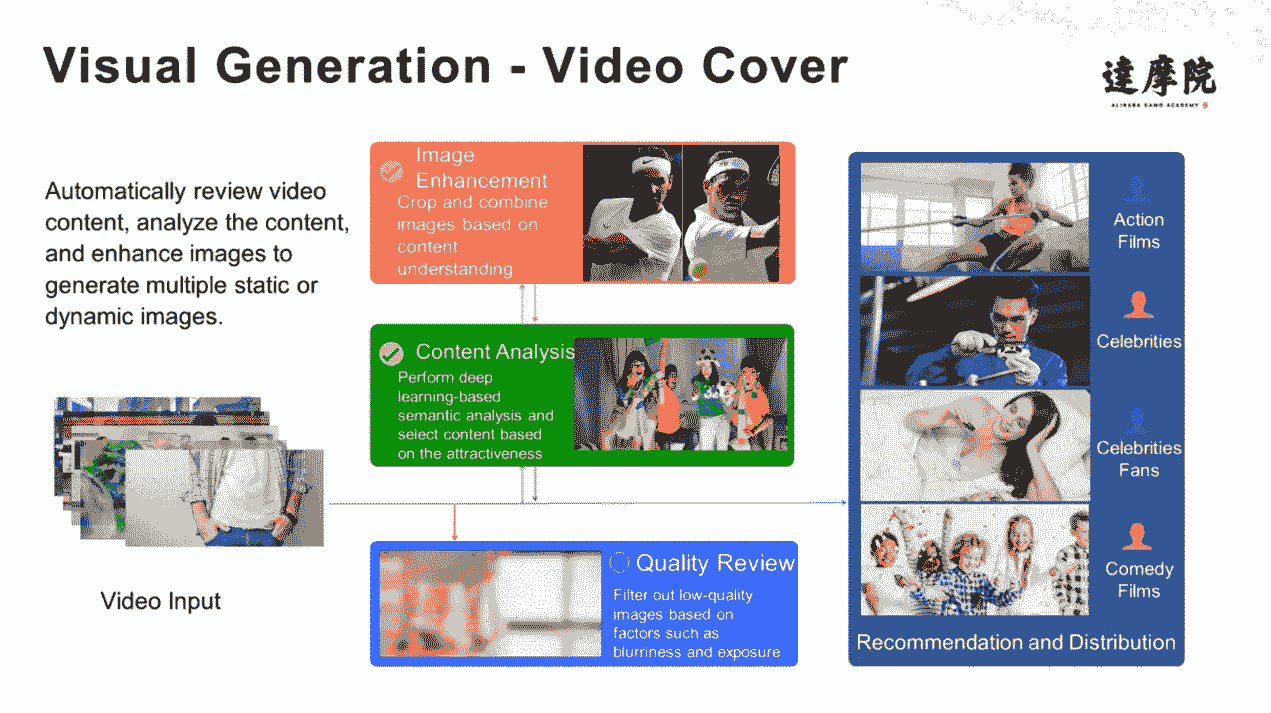 Visual Generation - Video Cover
達摩院
ALIBABA DAMO ACADEMY
Automatically review video
content, analyze the content,
and enhance images to
generate multiple static or
dynamic images.
Video Input
Image
Enhancement
Crop and combine
images based on
content
understanding
Content Analysis
Perform deep
learning-based
semantic analysis and
select content based
on the attractiveness
Quality Review
Filter out low-quality
images based on
factors such as
blurriness and exposure
Action
Films
Celebrities
Celebrities
Fans
Comedy
Films
Recommendation and Distribution